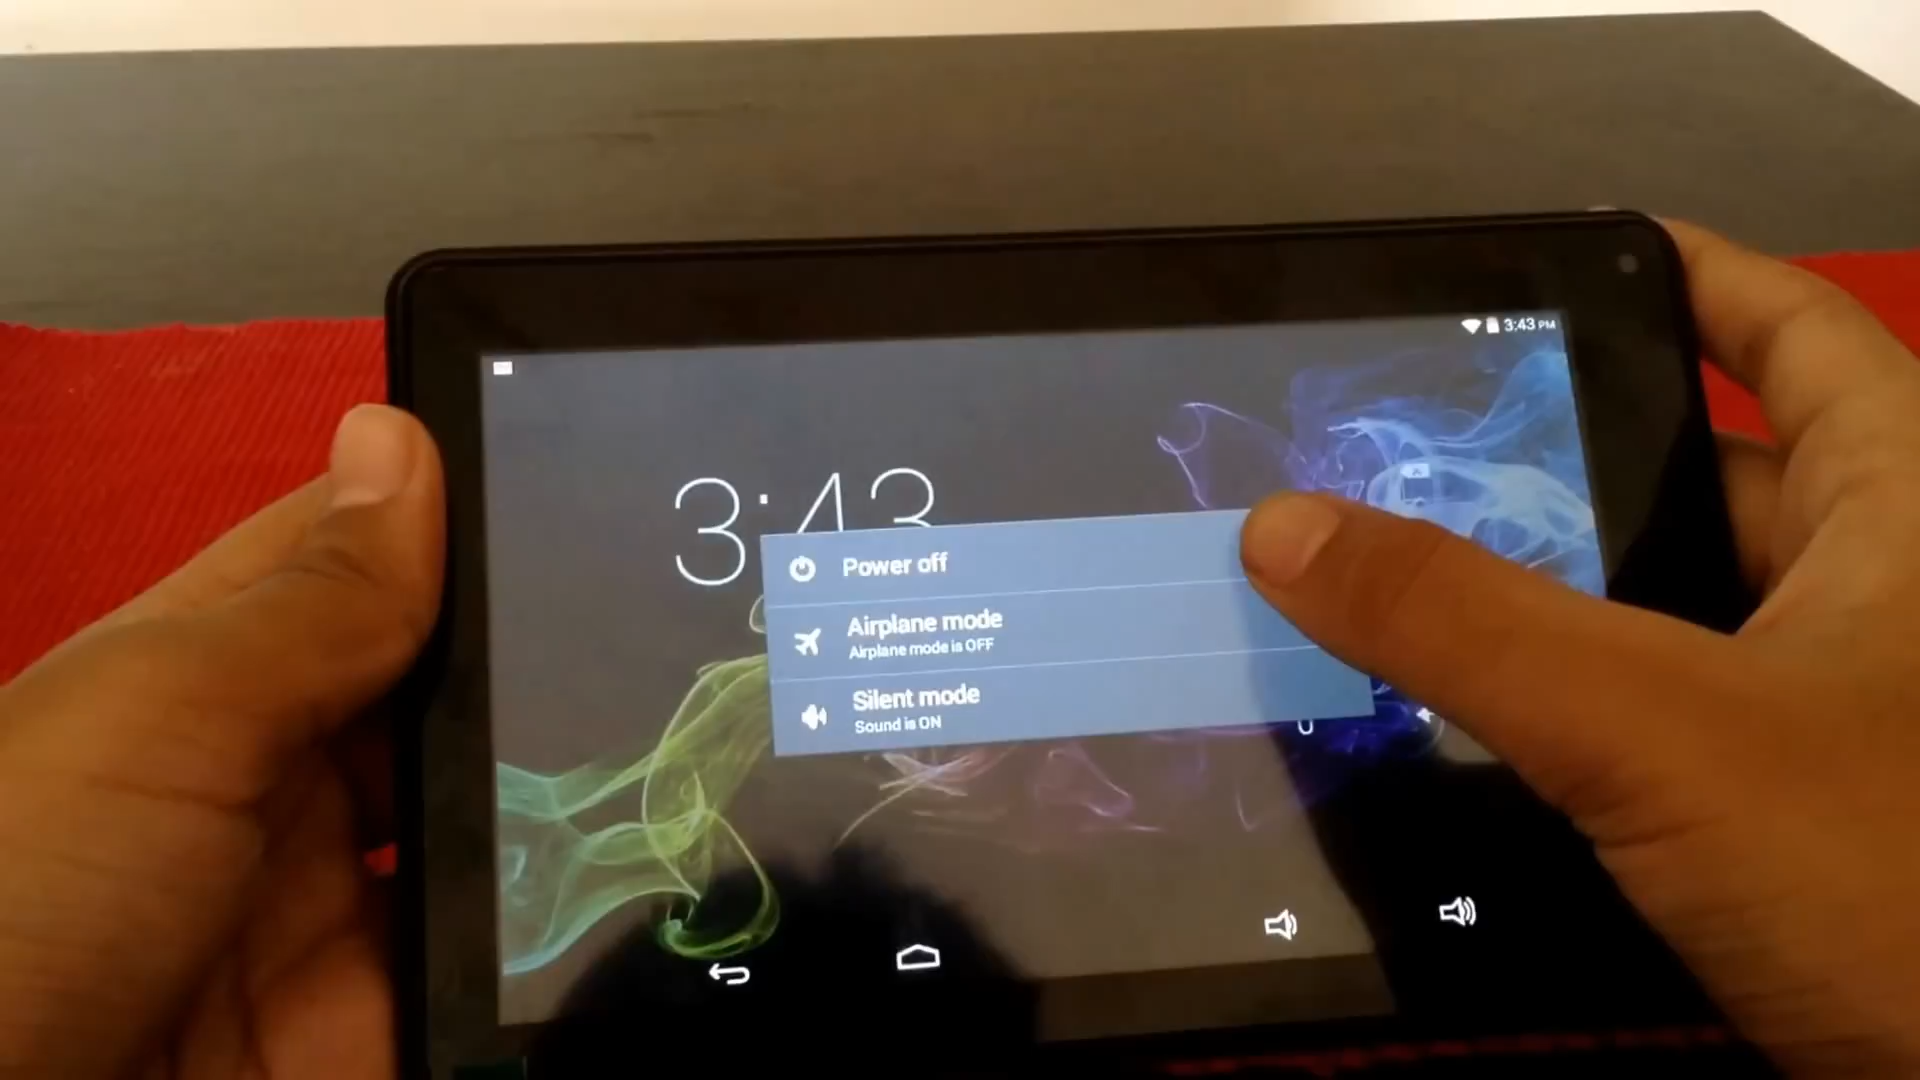 3:43 PM
3:43
Power off
Airplane mode
Airplane mode is OFF
Silent mode
Sound is ON